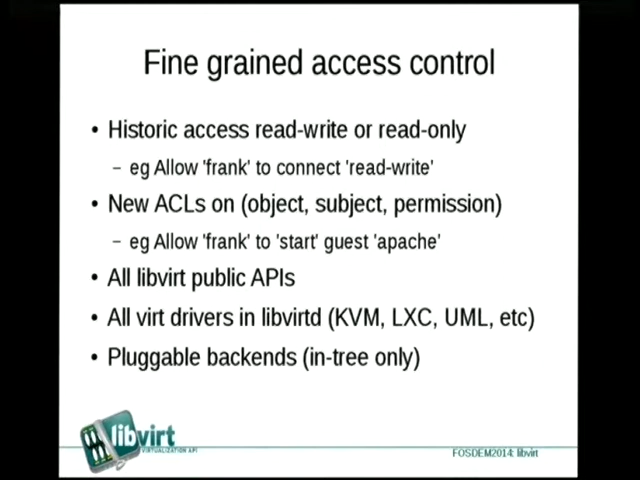 Fine grained access control
• Historic access read-write or read-only
– eg Allow 'frank' to connect 'read-write'
• New ACLs on (object, subject, permission)
– eg Allow 'frank' to 'start' guest 'apache'
• All libvirt public APIs
• All virt drivers in libvirtd (KVM, LXC, UML, etc)
• Pluggable backends (in-tree only)
libvirt
VIRTUALIZATION API
FOSDEM2014: libvirt